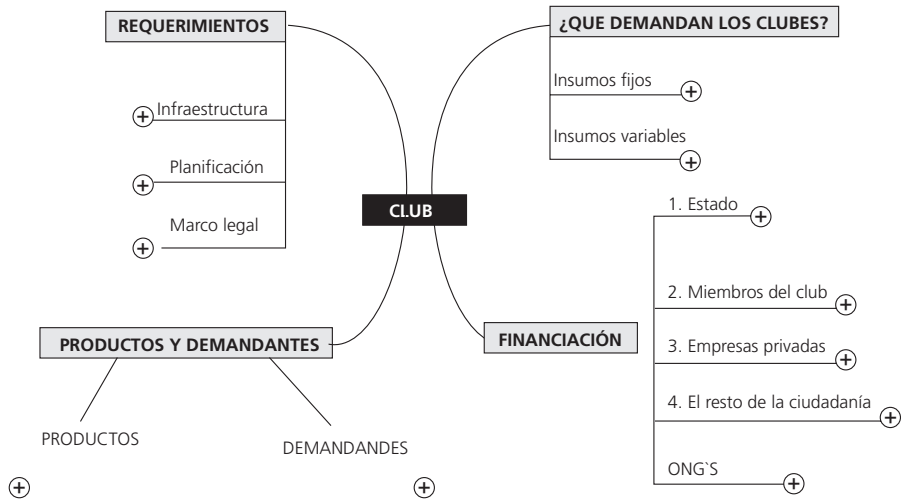 REQUERIMIENTOS
Infraestructura
Planificación
Marco legal
¿QUE DEMANDAN LOS CLUBES?
Insumos fijos
Insumos variables
CLUB
PRODUCTOS Y DEMANDANTES
PRODUCTOS
DEMANDANDES
FINANCIACIÓN
1. Estado
2. Miembros del club
3. Empresas privadas
4. El resto de la ciudadanía
ONG`S